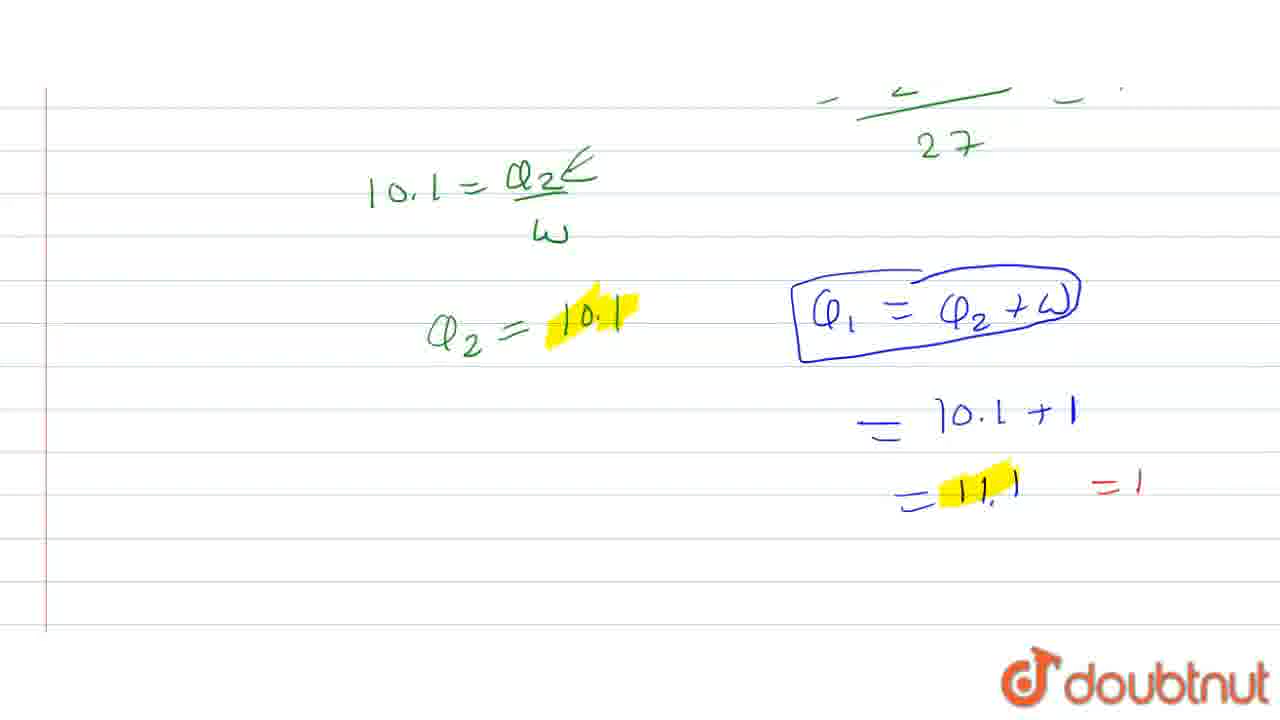 27
10.1 = Q2
W
Q2 = 10.1
Q1 = Q2 + W
= 10.1 + 1
= 11.1 = 1
doubtnut